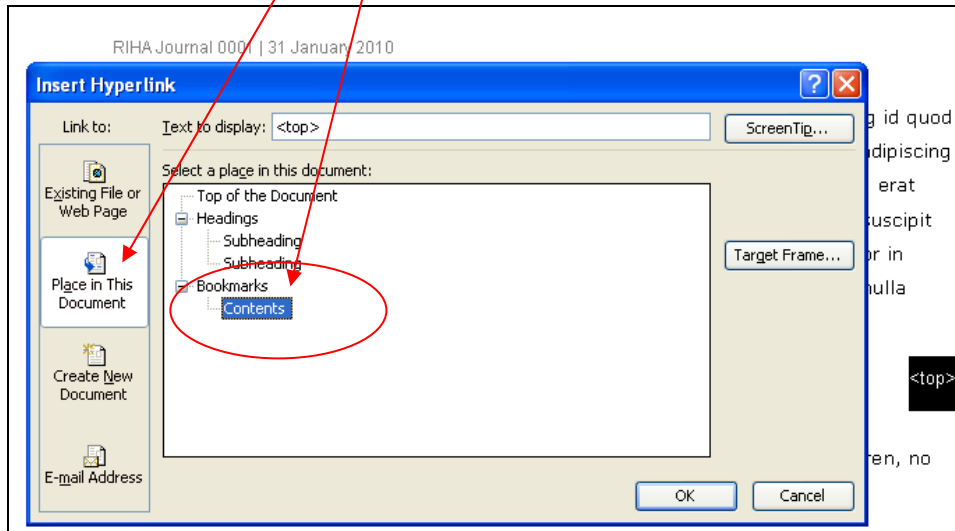 RIHA Journal 0001 | 31 January 2010
Insert Hyperlink
Link to:
Text to display: <top>
ScreenTip...
Select a place in this document:
Existing File or
Web Page
Place in This
Document
Create New
Document
E-mail Address
Top of the Document
Headings
Subheading
Subheading
Bookmarks
Contents
Target Frame...
OK
Cancel
g id quod
adipiscing
erat
suscipit
or in
nulla
<top>
ren, no